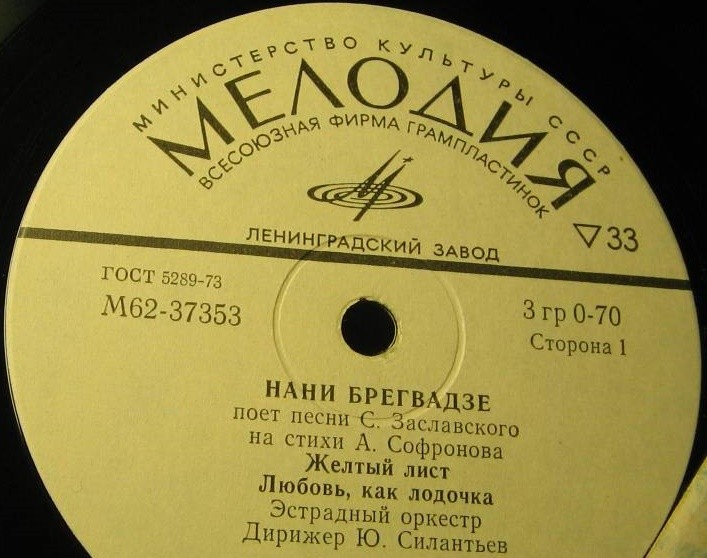 МИНИСТЕРСТВО КУЛЬТУРЫ СССР
МЕЛОДИЯ
ВСЕСОЮЗНАЯ ФИРМА ГРАМПЛАСТИНОК
ЛЕНИНГРАДСКИЙ ЗАВОД
▽33
ГОСТ 5289-73
М62-37353
3 гр 0-70
Сторона 1
НАНИ БРЕГВАДЗЕ
поет песни С. Заславского
на стихи А. Софронова
Желтый лист
Любовь, как лодочка
Эстрадный оркестр
Дирижер Ю. Силантьев